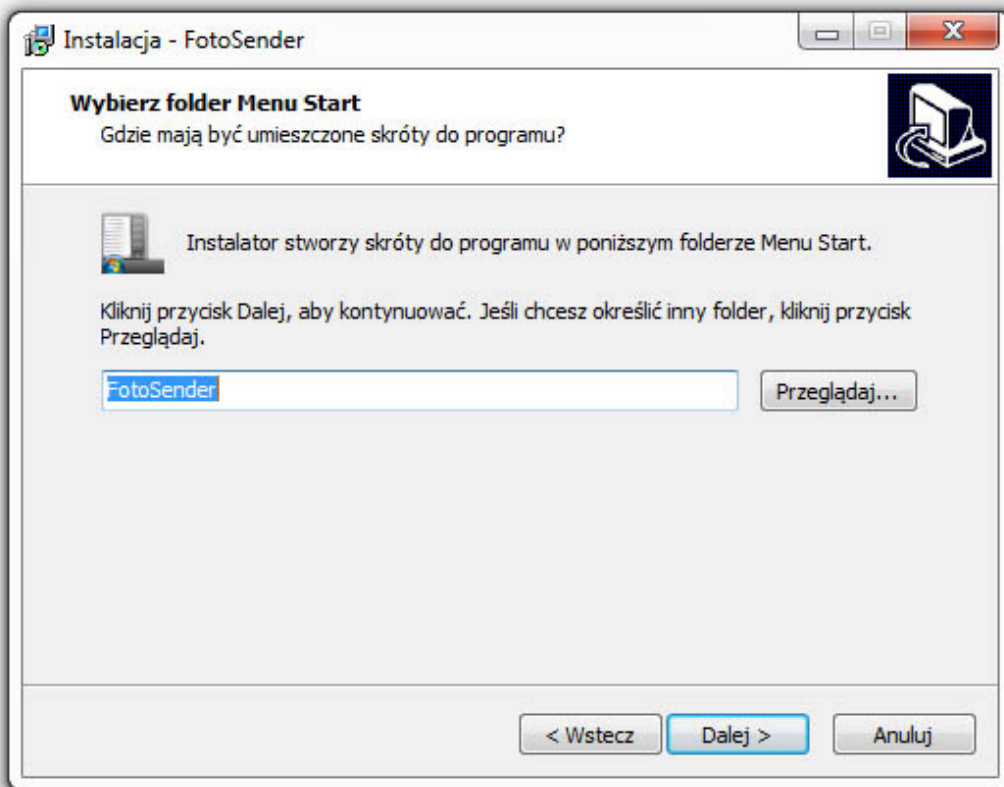 Instalacja - FotoSender
Wybierz folder Menu Start
Gdzie mają być umieszczone skróty do programu?
Instalator stworzy skróty do programu w poniższym folderze Menu Start.
Kliknij przycisk Dalej, aby kontynuować. Jeśli chcesz określić inny folder, kliknij przycisk
Przeglądaj.
FotoSender
Przeglądaj...
< Wstecz
Dalej >
Anuluj